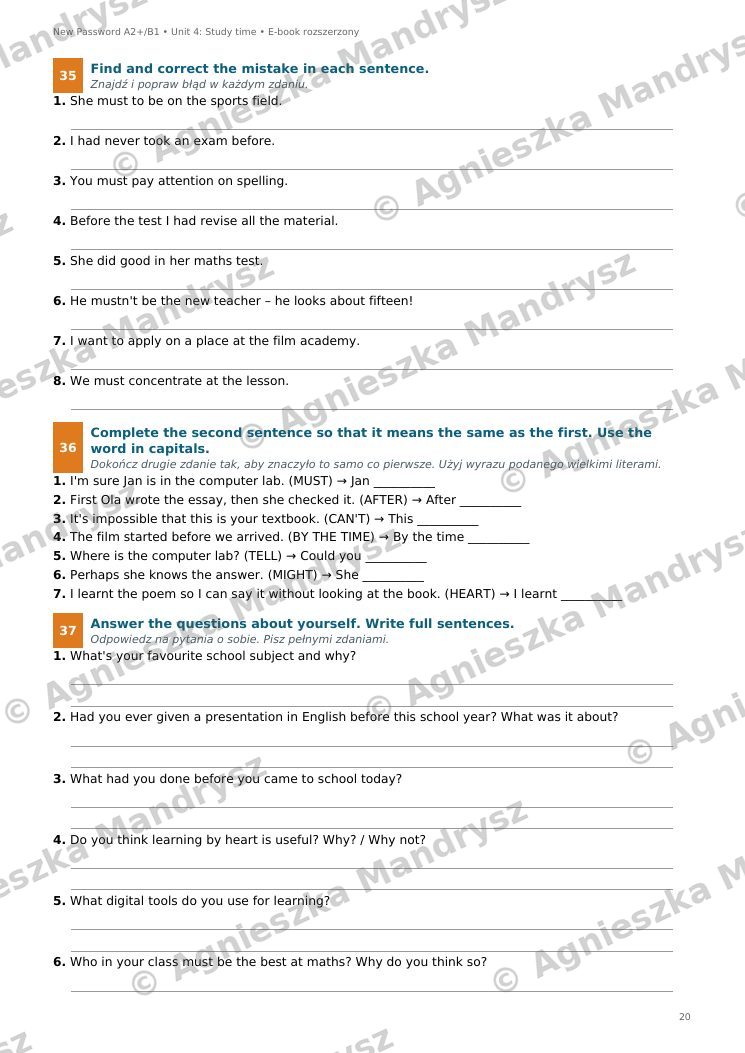 New Password A2+/B1 • Unit 4: Study time • E-book rozszerzony
35 Find and correct the mistake in each sentence.
Znajdź i popraw błąd w każdym zdaniu.
1. She must to be on the sports field.
2. I had never took an exam before.
3. You must pay attention on spelling.
4. Before the test I had revise all the material.
5. She did good in her maths test.
6. He mustn't be the new teacher – he looks about fifteen!
7. I want to apply on a place at the film academy.
8. We must concentrate at the lesson.
36 Complete the second sentence so that it means the same as the first. Use the
word in capitals.
Dokończ drugie zdanie tak, aby znaczyło to samo co pierwsze. Użyj wyrazu podanego wielkimi literami.
1. I'm sure Jan is in the computer lab. (MUST) → Jan __________
2. First Ola wrote the essay, then she checked it. (AFTER) → After __________
3. It's impossible that this is your textbook. (CAN'T) → This __________
4. The film started before we arrived. (BY THE TIME) → By the time __________
5. Where is the computer lab? (TELL) → Could you __________
6. Perhaps she knows the answer. (MIGHT) → She __________
7. I learnt the poem so I can say it without looking at the book. (HEART) → I learnt __________
37 Answer the questions about yourself. Write full sentences.
Odpowiedz na pytania o sobie. Pisz pełnymi zdaniami.
1. What's your favourite school subject and why?
2. Had you ever given a presentation in English before this school year? What was it about?
3. What had you done before you came to school today?
4. Do you think learning by heart is useful? Why? / Why not?
5. What digital tools do you use for learning?
6. Who in your class must be the best at maths? Why do you think so?
20
© Agnieszka Mandrysz